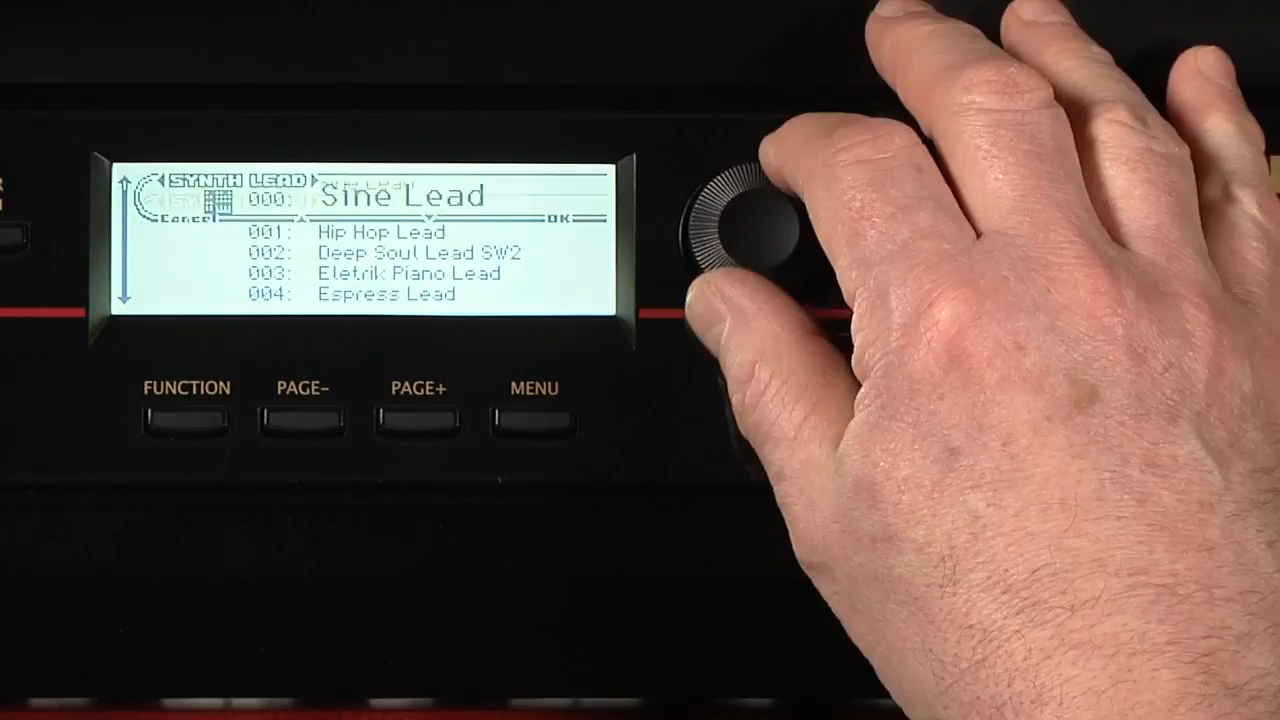 SYNTH LEAD
000: Sine Lead
Cancel OK
001: Hip Hop Lead
002: Deep Soul Lead SW2
003: Eletrik Piano Lead
004: Espress Lead
FUNCTION PAGE- PAGE+ MENU